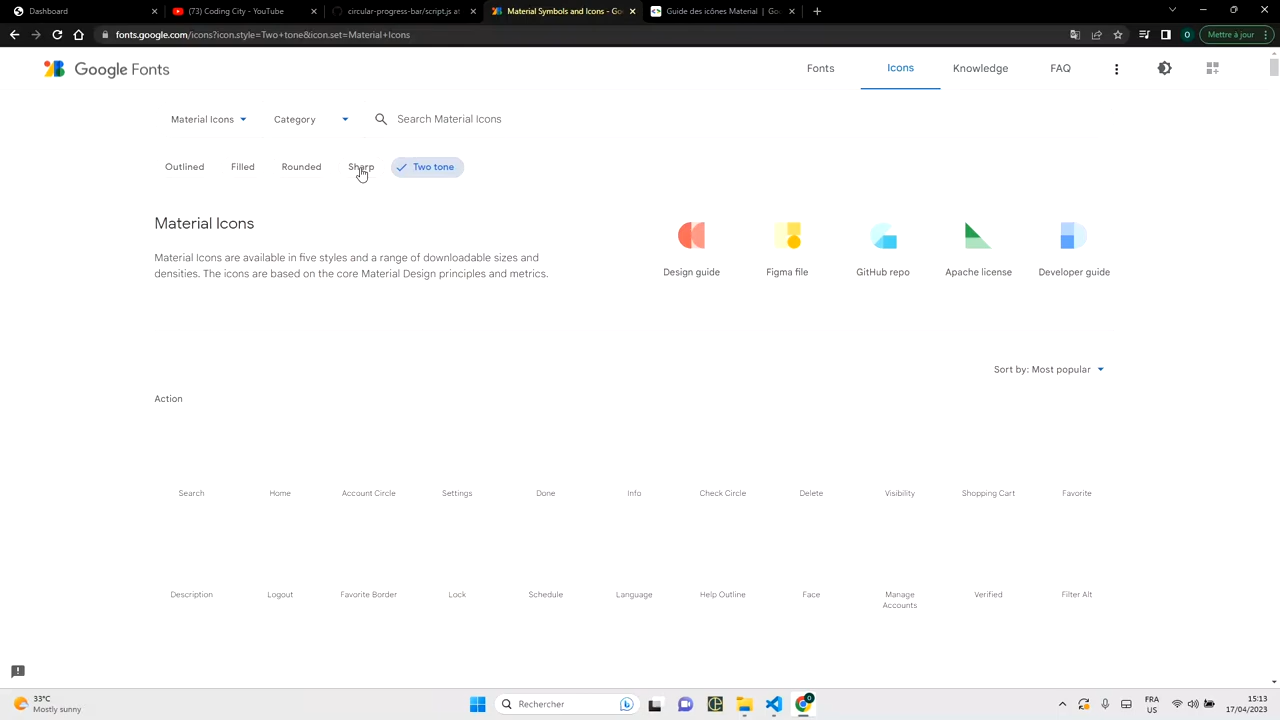 Dashboard
(73) Coding City - YouTube
circular-progress-bar/script.js at
Material Symbols and Icons - Go
Guide des icônes Material | Goo
fonts.google.com/icons?icon.style=Two+tone&icon.set=Material+Icons
Mettre à jour
Google Fonts
Fonts
Icons
Knowledge
FAQ
Material Icons
Category
Search Material Icons
Outlined
Filled
Rounded
Sharp
Two tone
Material Icons
Material Icons are available in five styles and a range of downloadable sizes and
densities. The icons are based on the core Material Design principles and metrics.
Design guide
Figma file
GitHub repo
Apache license
Developer guide
Sort by: Most popular
Action
Search
Home
Account Circle
Settings
Done
Info
Check Circle
Delete
Visibility
Shopping Cart
Favorite
Description
Logout
Favorite Border
Lock
Schedule
Language
Help Outline
Face
Manage
Accounts
Verified
Filter Alt
33°C
Mostly sunny
Rechercher
FRA
US
15:13
17/04/2023